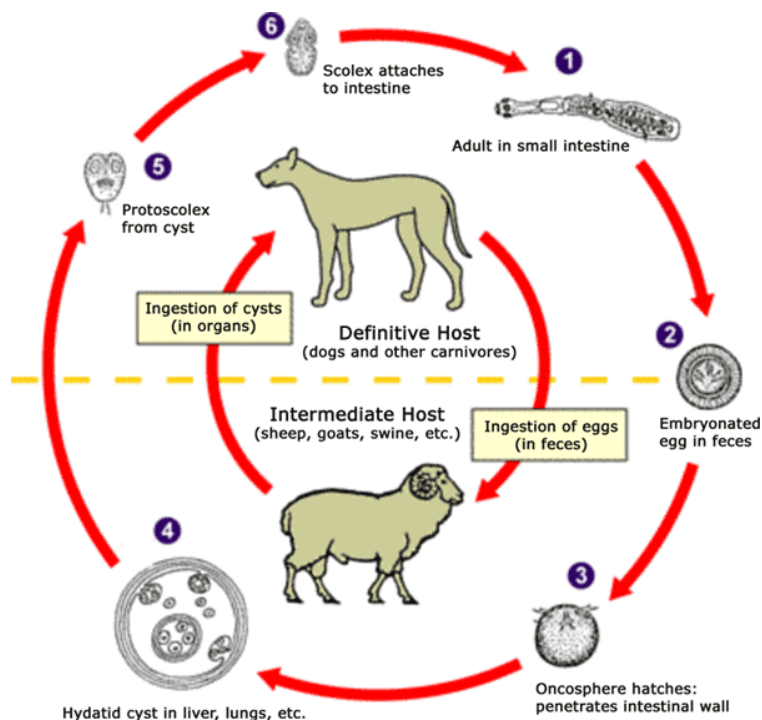 6
Scolex attaches
to intestine
1
Adult in small intestine
5
Protoscolex
from cyst
Ingestion of cysts
(in organs)
Definitive Host
(dogs and other carnivores)
2
Embryonated
egg in feces
Intermediate Host
(sheep, goats, swine, etc.)
Ingestion of eggs
(in feces)
4
Hydatid cyst in liver, lungs, etc.
3
Oncosphere hatches:
penetrates intestinal wall